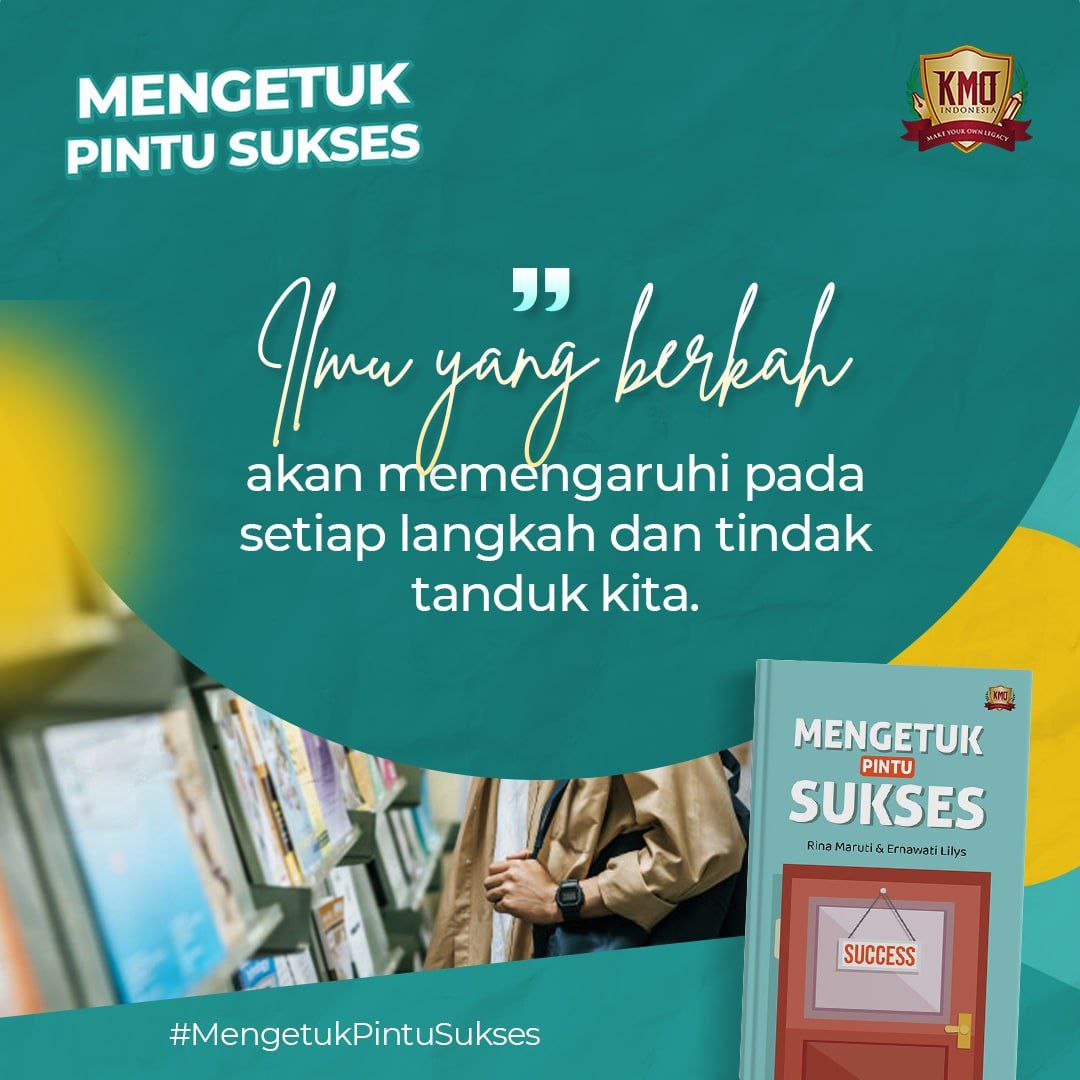 MENGETUK
PINTU SUKSES
KMO
INDONESIA
MAKE YOUR OWN LEGACY
”
Ilmu yang berkah
akan memengaruhi pada
setiap langkah dan tindak
tanduk kita.
KMO
MENGETUK
PINTU
SUKSES
Rina Maruti & Ernawati Lilys
SUCCESS
#MengetukPintuSukses